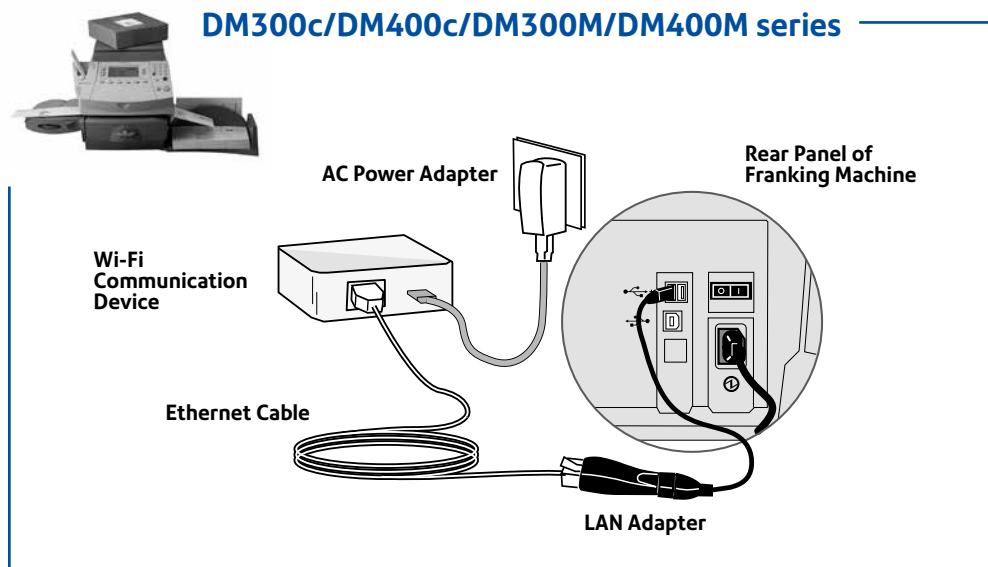 DM300c/DM400c/DM300M/DM400M series
AC Power Adapter
Rear Panel of
Franking Machine
Wi-Fi
Communication
Device
Ethernet Cable
LAN Adapter